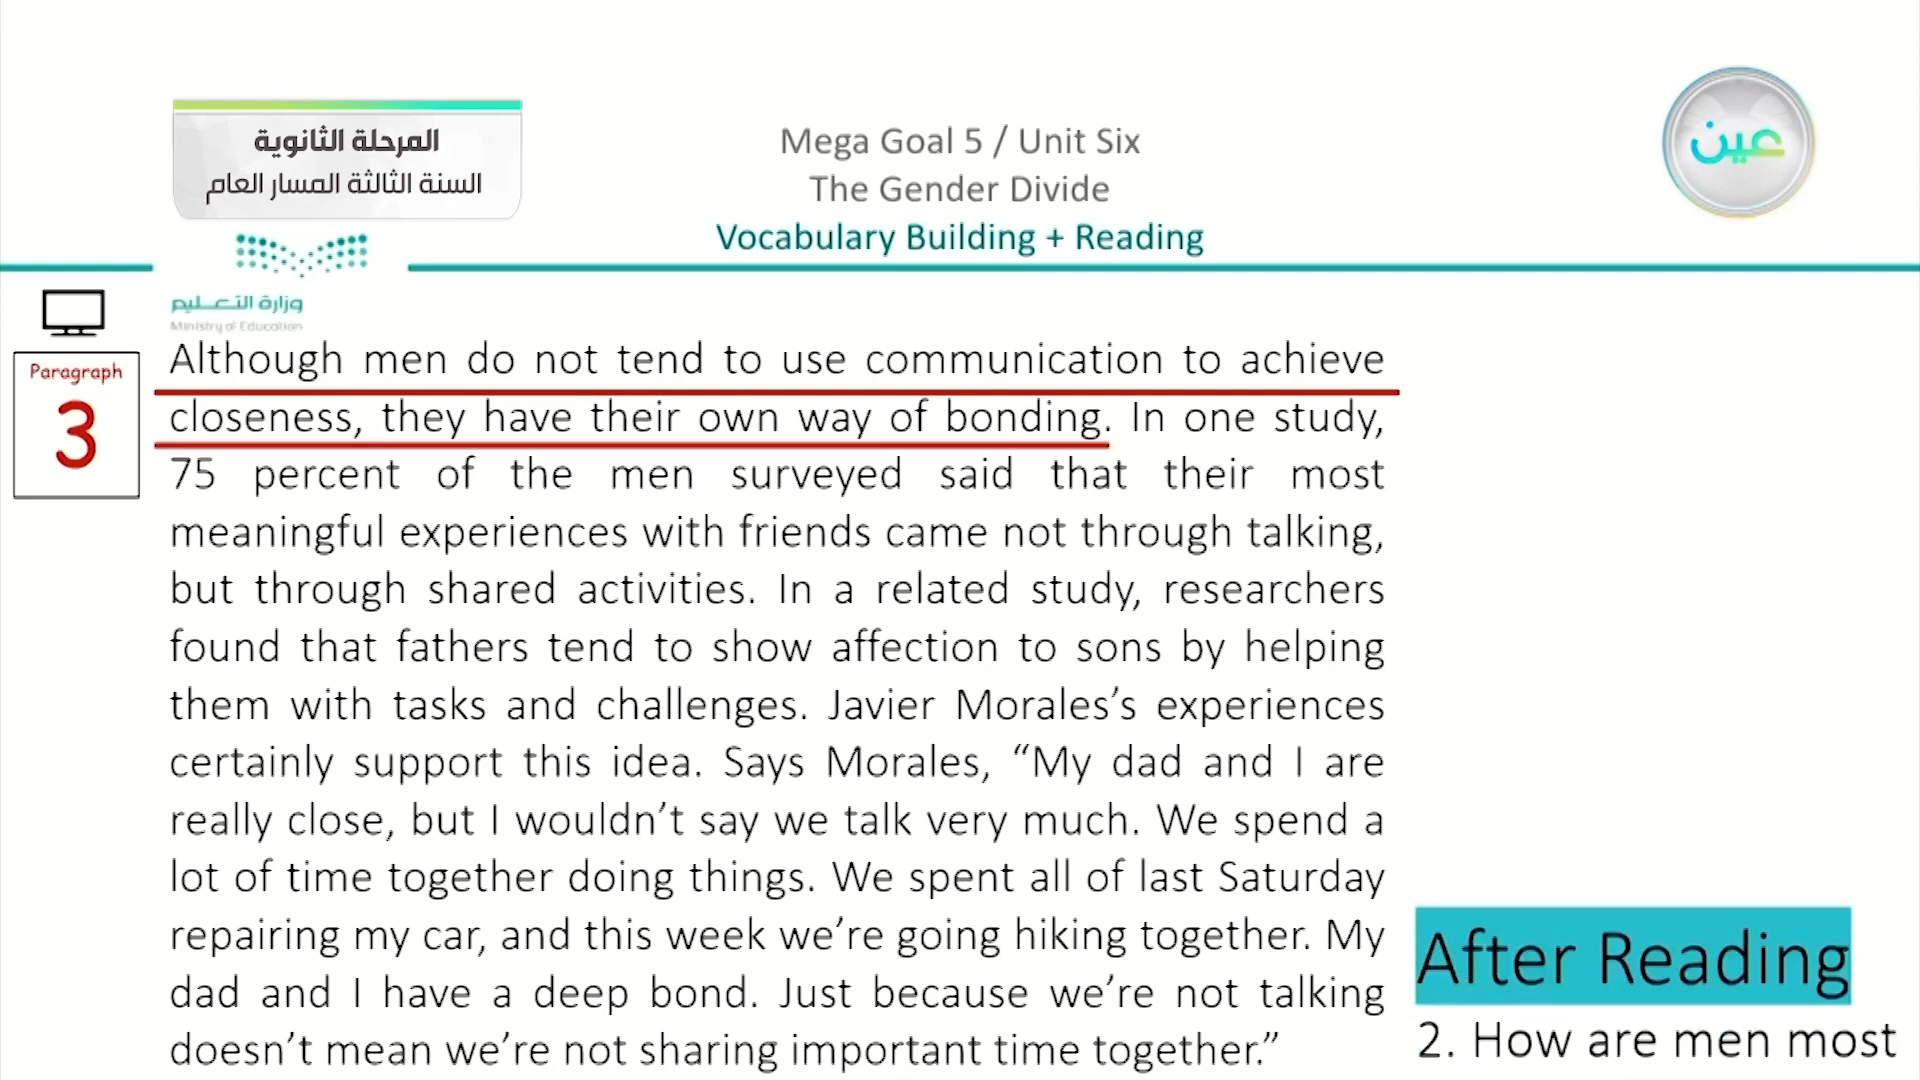 المرحلة الثانوية
السنة الثالثة المسار العام
Mega Goal 5 / Unit Six
The Gender Divide
Vocabulary Building + Reading
عين
وزارة التعليم
Ministry of Education
Paragraph
3
Although men do not tend to use communication to achieve
closeness, they have their own way of bonding. In one study,
75 percent of the men surveyed said that their most
meaningful experiences with friends came not through talking,
but through shared activities. In a related study, researchers
found that fathers tend to show affection to sons by helping
them with tasks and challenges. Javier Morales’s experiences
certainly support this idea. Says Morales, “My dad and I are
really close, but I wouldn’t say we talk very much. We spend a
lot of time together doing things. We spent all of last Saturday
repairing my car, and this week we’re going hiking together. My
dad and I have a deep bond. Just because we’re not talking
doesn’t mean we’re not sharing important time together.”
After Reading
2. How are men most